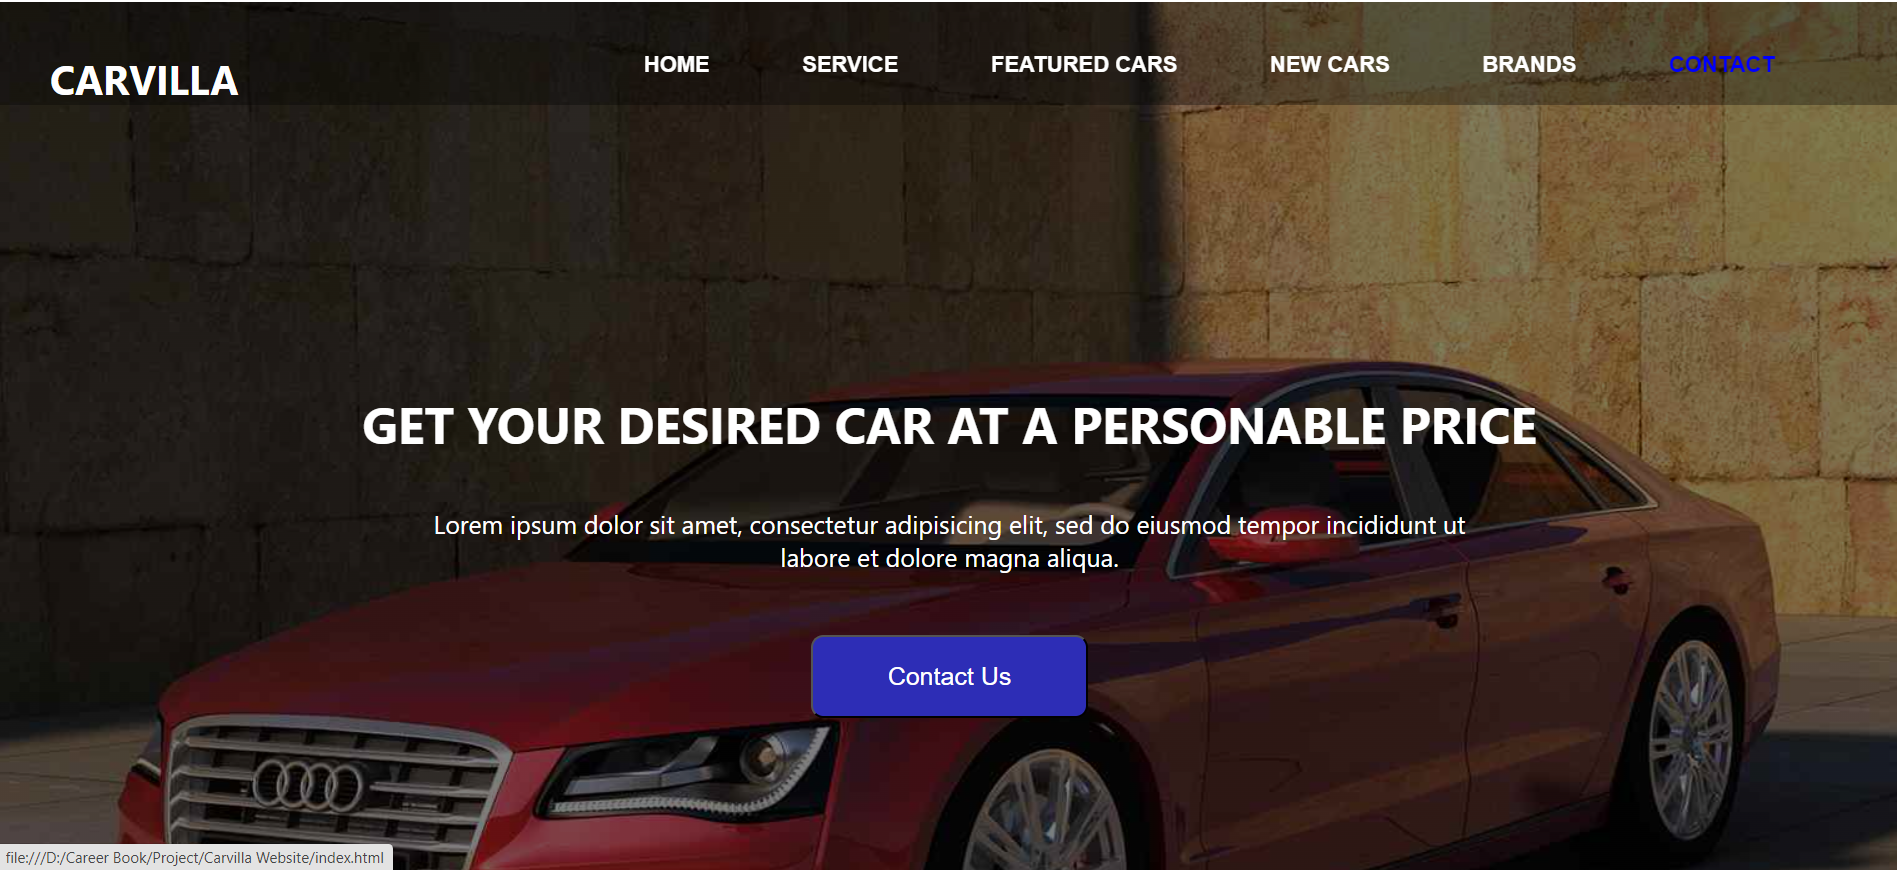 CARVILLA
HOME SERVICE FEATURED CARS NEW CARS BRANDS CONTACT
GET YOUR DESIRED CAR AT A PERSONABLE PRICE
Lorem ipsum dolor sit amet, consectetur adipisicing elit, sed do eiusmod tempor incididunt ut
labore et dolore magna aliqua.
Contact Us
file:///D:/Career Book/Project/Carvilla Website/index.html